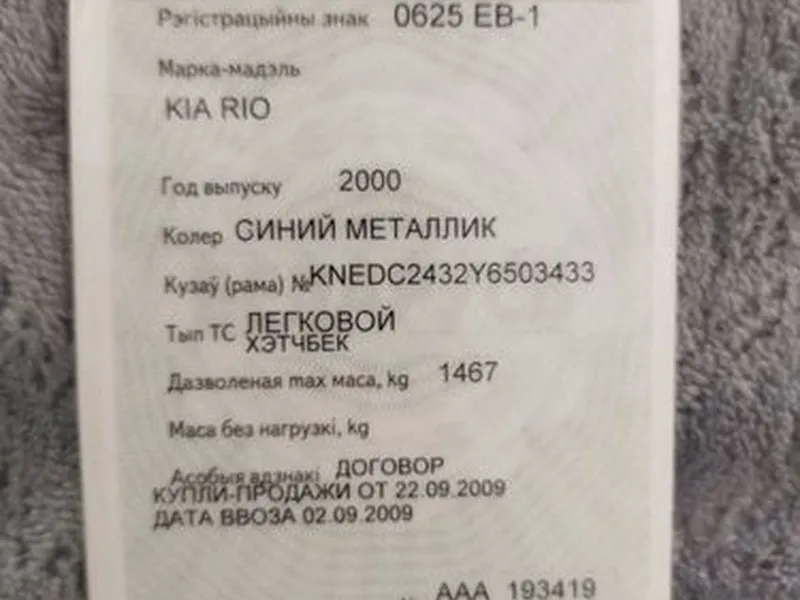 Рэгістрацыйны знак 0625 EB-1
Марка-мадэль
KIA RIO
Год выпуску 2000
Колер СИНИЙ МЕТАЛЛИК
Кузаў (рама) № KNEDC2432Y6503433
Тып ТС ЛЕГКОВОЙ
ХЭТЧБЕК
Дазволеная max маса, kg 1467
Маса без нагрузкі, kg
Асобыя адзнакі ДОГОВОР
КУПЛИ-ПРОДАЖИ ОТ 22.09.2009
ДАТА ВВОЗА 02.09.2009
ААА 193419